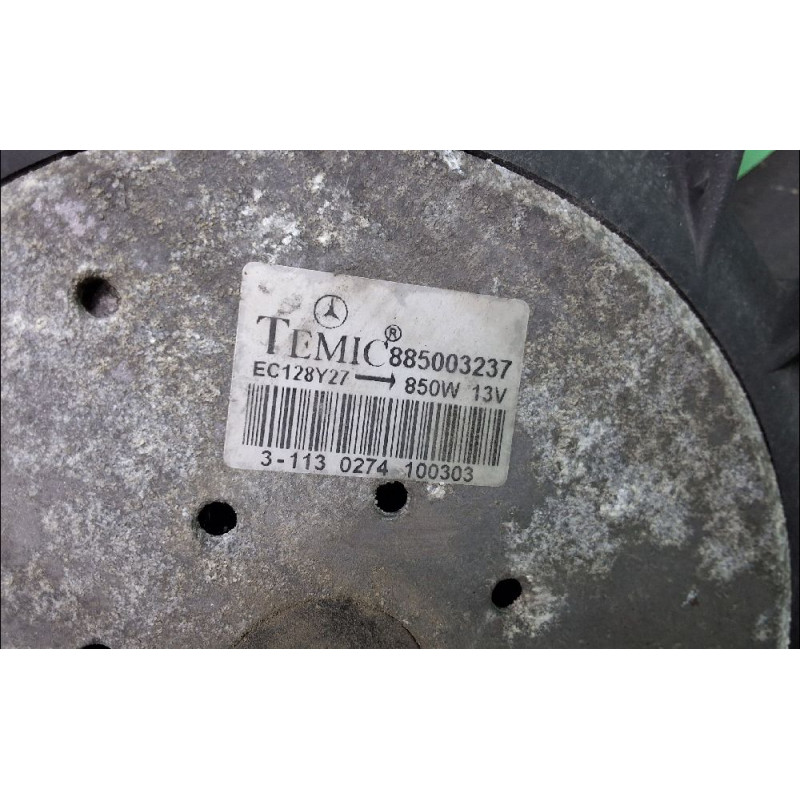 TEMIC® 885003237
EC128Y27 → 850W 13V
3-113 0274 100303